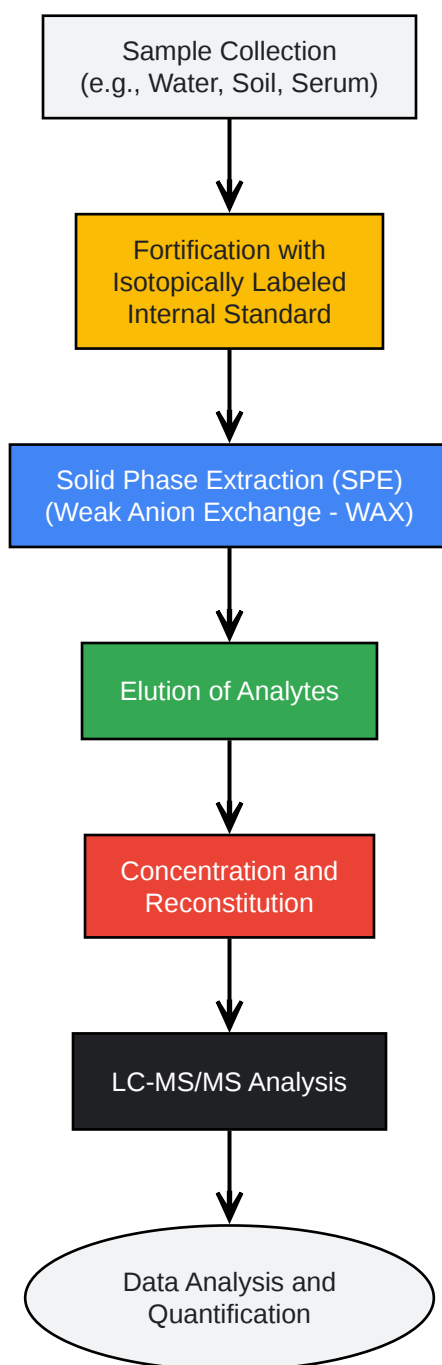 Sample Collection
(e.g., Water, Soil, Serum)
Fortification with
Isotopically Labeled
Internal Standard
Solid Phase Extraction (SPE)
(Weak Anion Exchange - WAX)
Elution of Analytes
Concentration and
Reconstitution
LC-MS/MS Analysis
Data Analysis and
Quantification